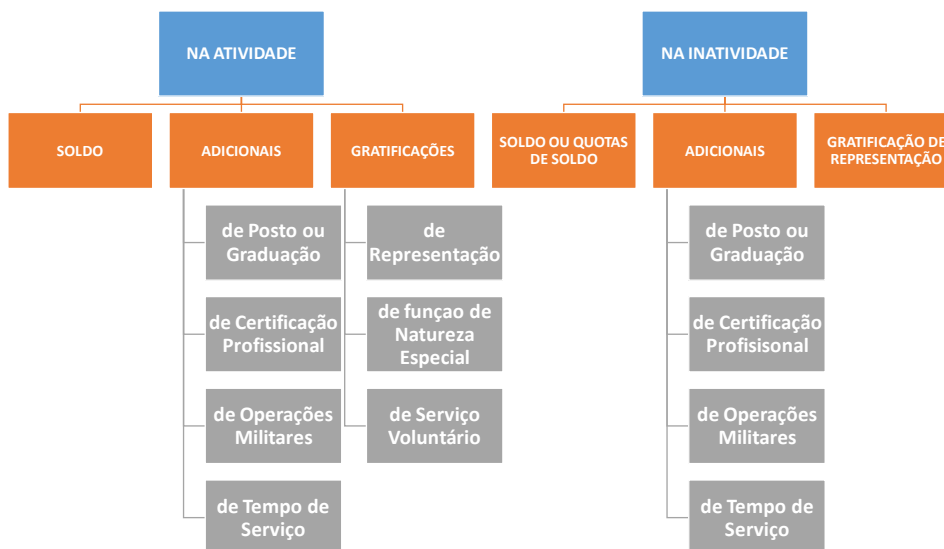 NA ATIVIDADE
SOLDO
ADICIONAIS
GRATIFICAÇÕES
de Posto ou
Graduação
de Certificação
Profissional
de Operações
Militares
de Tempo de
Serviço
de
Representação
de funçao de
Natureza
Especial
de Serviço
Voluntário
NA INATIVIDADE
SOLDO OU QUOTAS
DE SOLDO
ADICIONAIS
GRATIFICAÇÃO DE
REPRESENTAÇÃO
de Posto ou
Graduação
de Certificação
Profisisonal
de Operações
Militares
de Tempo de
Serviço